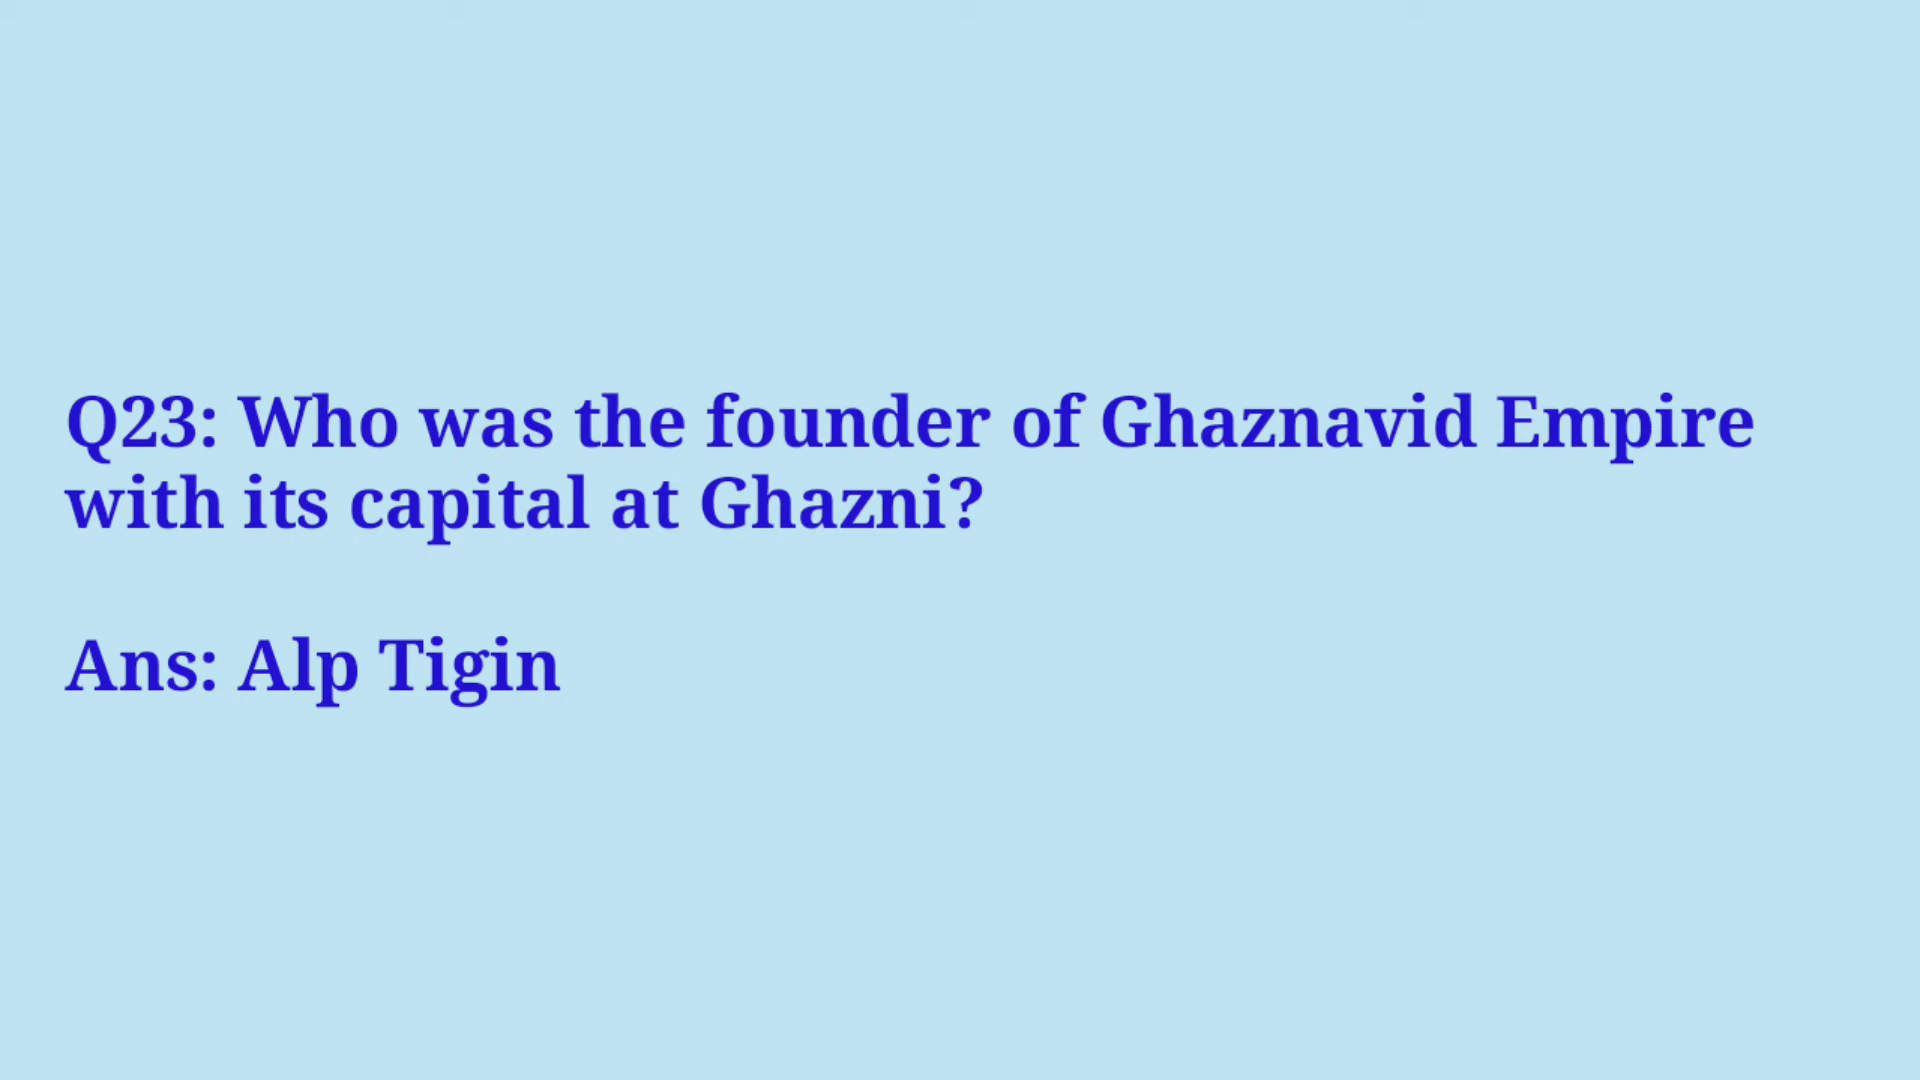 Q23: Who was the founder of Ghaznavid Empire
with its capital at Ghazni?
Ans: Alp Tigin